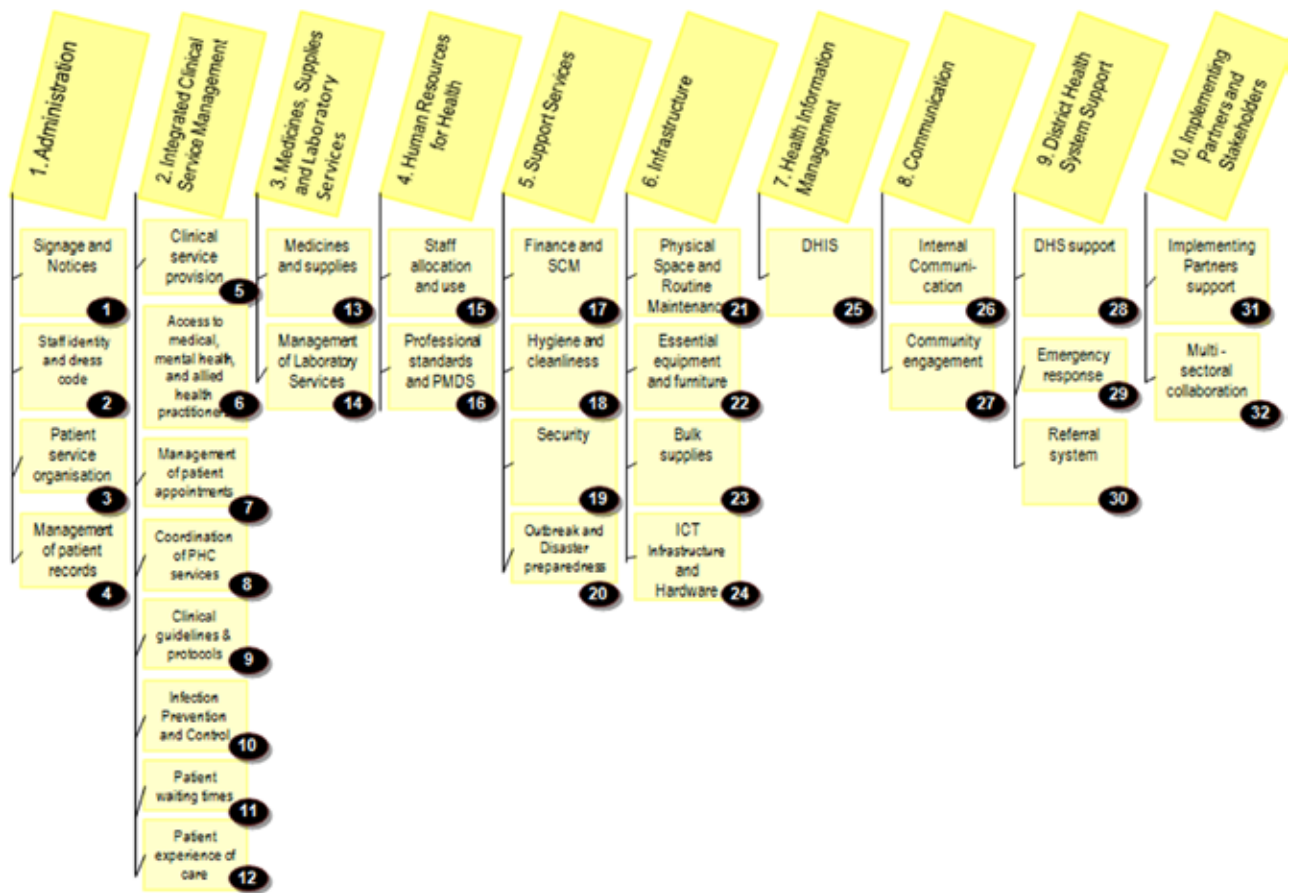 1. Administration
Signage and
Notices
1
Staff identity
and dress
code
2
Patient
service
organisation
3
Management
of patient
records
4
2. Integrated Clinical
Service Management
Clinical
service
provision
5
Access to
medical,
mental health,
and allied
health
practitioners
6
Management
of patient
appointments
7
Coordination
of PHC
services
8
Clinical
guidelines &
protocols
9
Infection
Prevention
and Control
10
Patient
waiting times
11
Patient
experience of
care
12
3. Medicines, Supplies
and Laboratory
Services
Medicines
and supplies
13
Management
of Laboratory
Services
14
4. Human Resources
for Health
Staff
allocation
and use
15
Professional
standards
and PMDS
16
5. Support Services
Finance and
SCM
17
Hygiene and
cleanliness
18
Security
19
Outbreak and
Disaster
preparedness
20
6. Infrastructure
Physical
Space and
Routine
Maintenance
21
Essential
equipment
and furniture
22
Bulk
supplies
23
ICT
Infrastructure
and
Hardware
24
7. Health Information
Management
DHIS
25
8. Communication
Internal
Communi-
cation
26
Community
engagement
27
9. District Health
System Support
DHS support
28
Emergency
response
29
Referral
system
30
10. Implementing
Partners and
Stakeholders
Implementing
Partners
support
31
Multi -
sectoral
collaboration
32